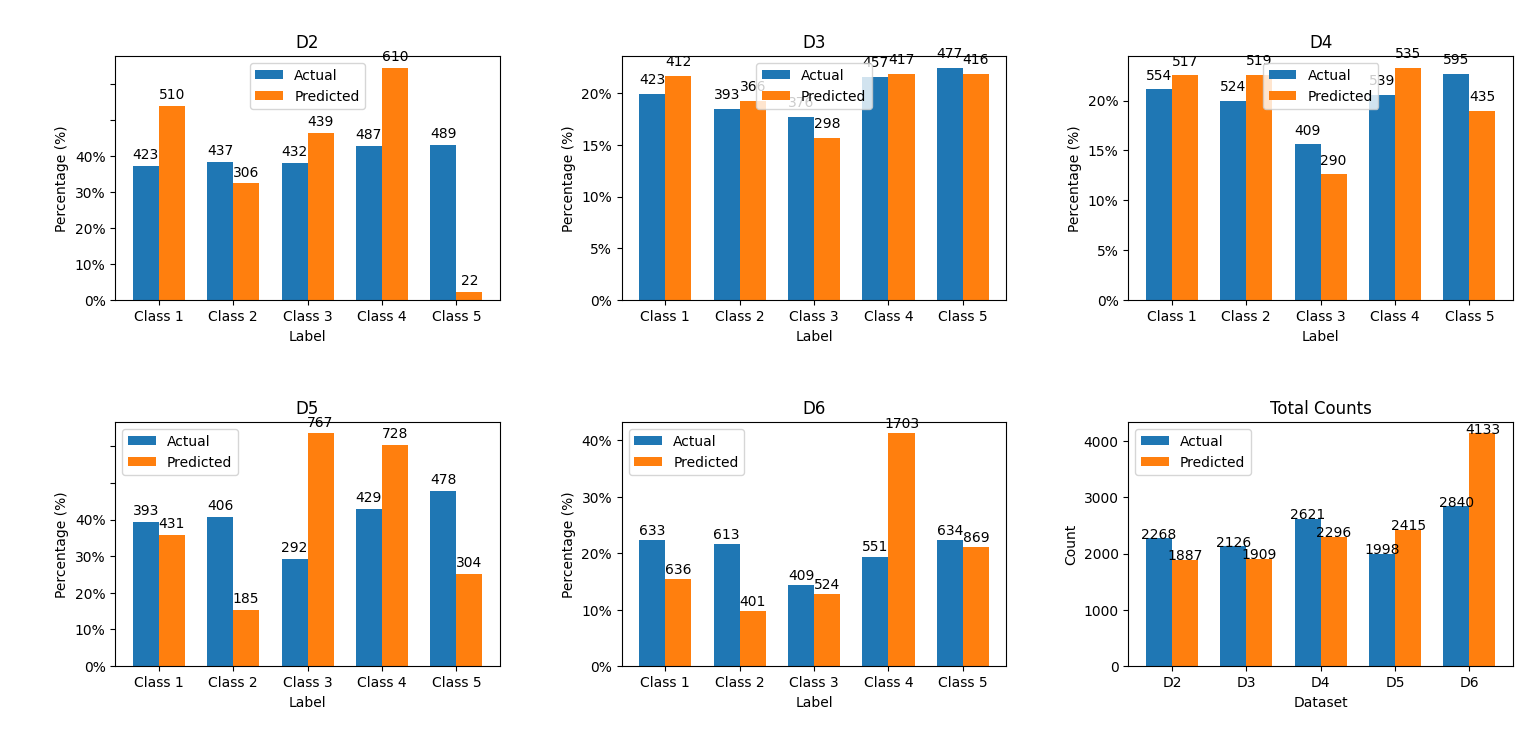 D2
Actual
Predicted
423
510
437
306
432
439
487
610
489
22
Percentage (%)
40%
30%
20%
10%
0%
Class 1
Class 2
Class 3
Class 4
Class 5
Label
D3
Actual
Predicted
423
412
393
366
378
298
457
417
477
416
Percentage (%)
20%
15%
10%
5%
0%
Class 1
Class 2
Class 3
Class 4
Class 5
Label
D4
Actual
Predicted
554
517
524
519
409
290
539
535
595
435
Percentage (%)
20%
15%
10%
5%
0%
Class 1
Class 2
Class 3
Class 4
Class 5
Label
D5
Actual
Predicted
393
431
406
185
292
767
429
728
478
304
Percentage (%)
40%
30%
20%
10%
0%
Class 1
Class 2
Class 3
Class 4
Class 5
Label
D6
Actual
Predicted
633
636
613
401
409
524
551
1703
634
869
Percentage (%)
40%
30%
20%
10%
0%
Class 1
Class 2
Class 3
Class 4
Class 5
Label
Total Counts
Actual
Predicted
2268
1887
2126
1909
2621
2296
1998
2415
2840
4133
Count
4000
3000
2000
1000
0
D2
D3
D4
D5
D6
Dataset